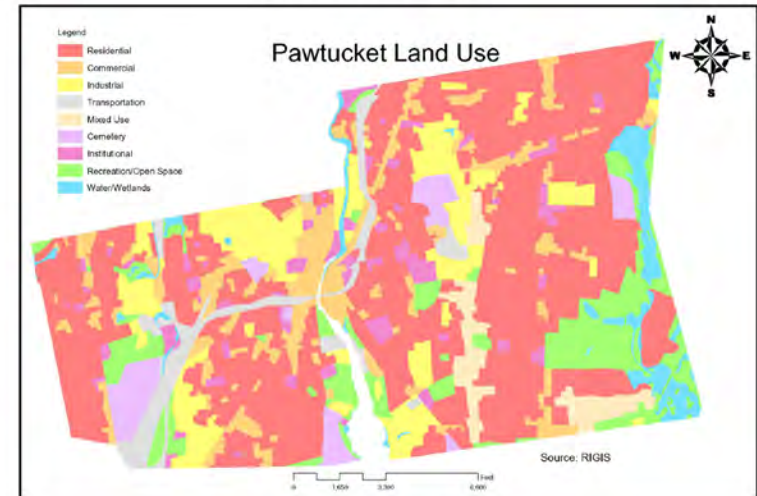 Pawtucket Land Use
Legend
Residential
Commercial
Industrial
Transportation
Mixed Use
Cemetery
Institutional
Recreation/Open Space
Water/Wetlands
N
W E
S
Source: RIGIS
Feet
0 1,650 3,300 6,600